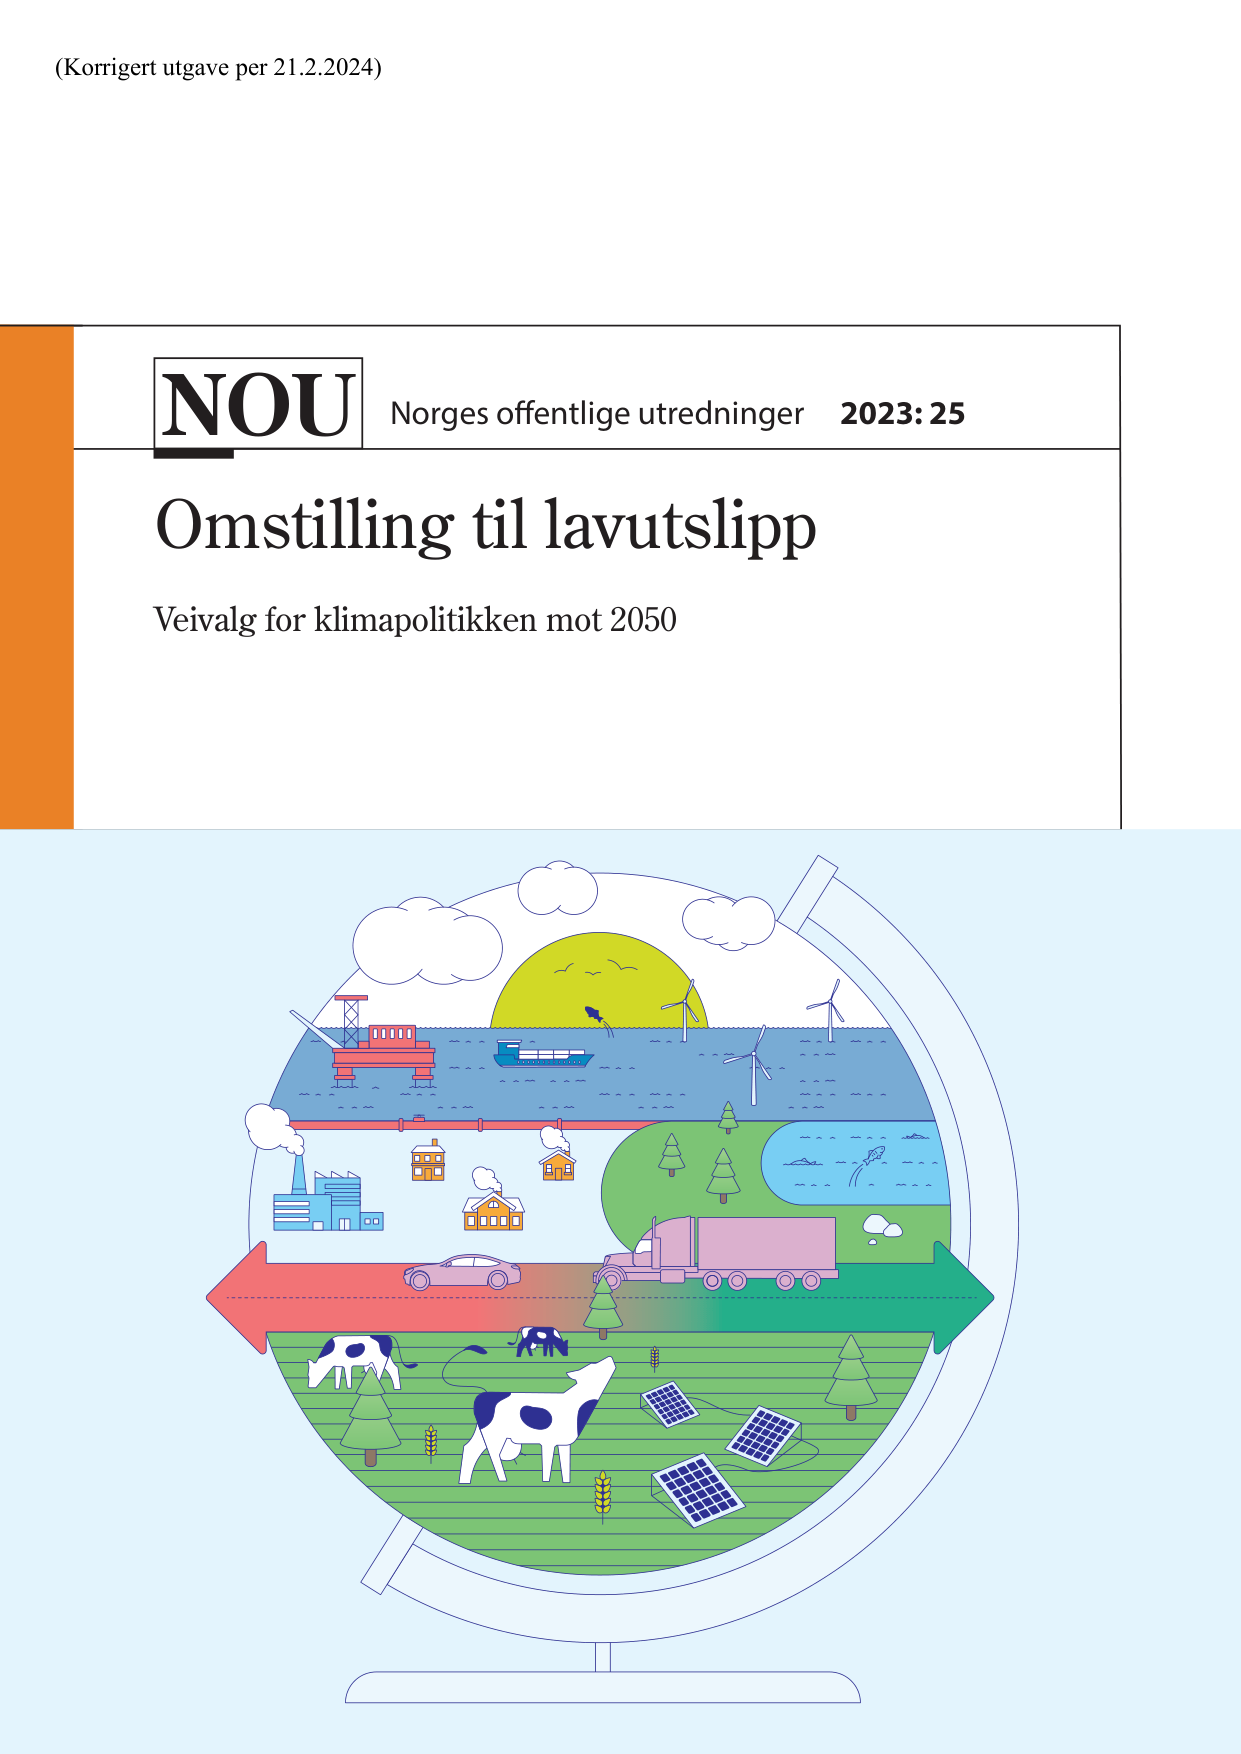 (Korrigert utgave per 21.2.2024)
NOU Norges offentlige utredninger 2023: 25
Omstilling til lavutslipp
Veivalg for klimapolitikken mot 2050